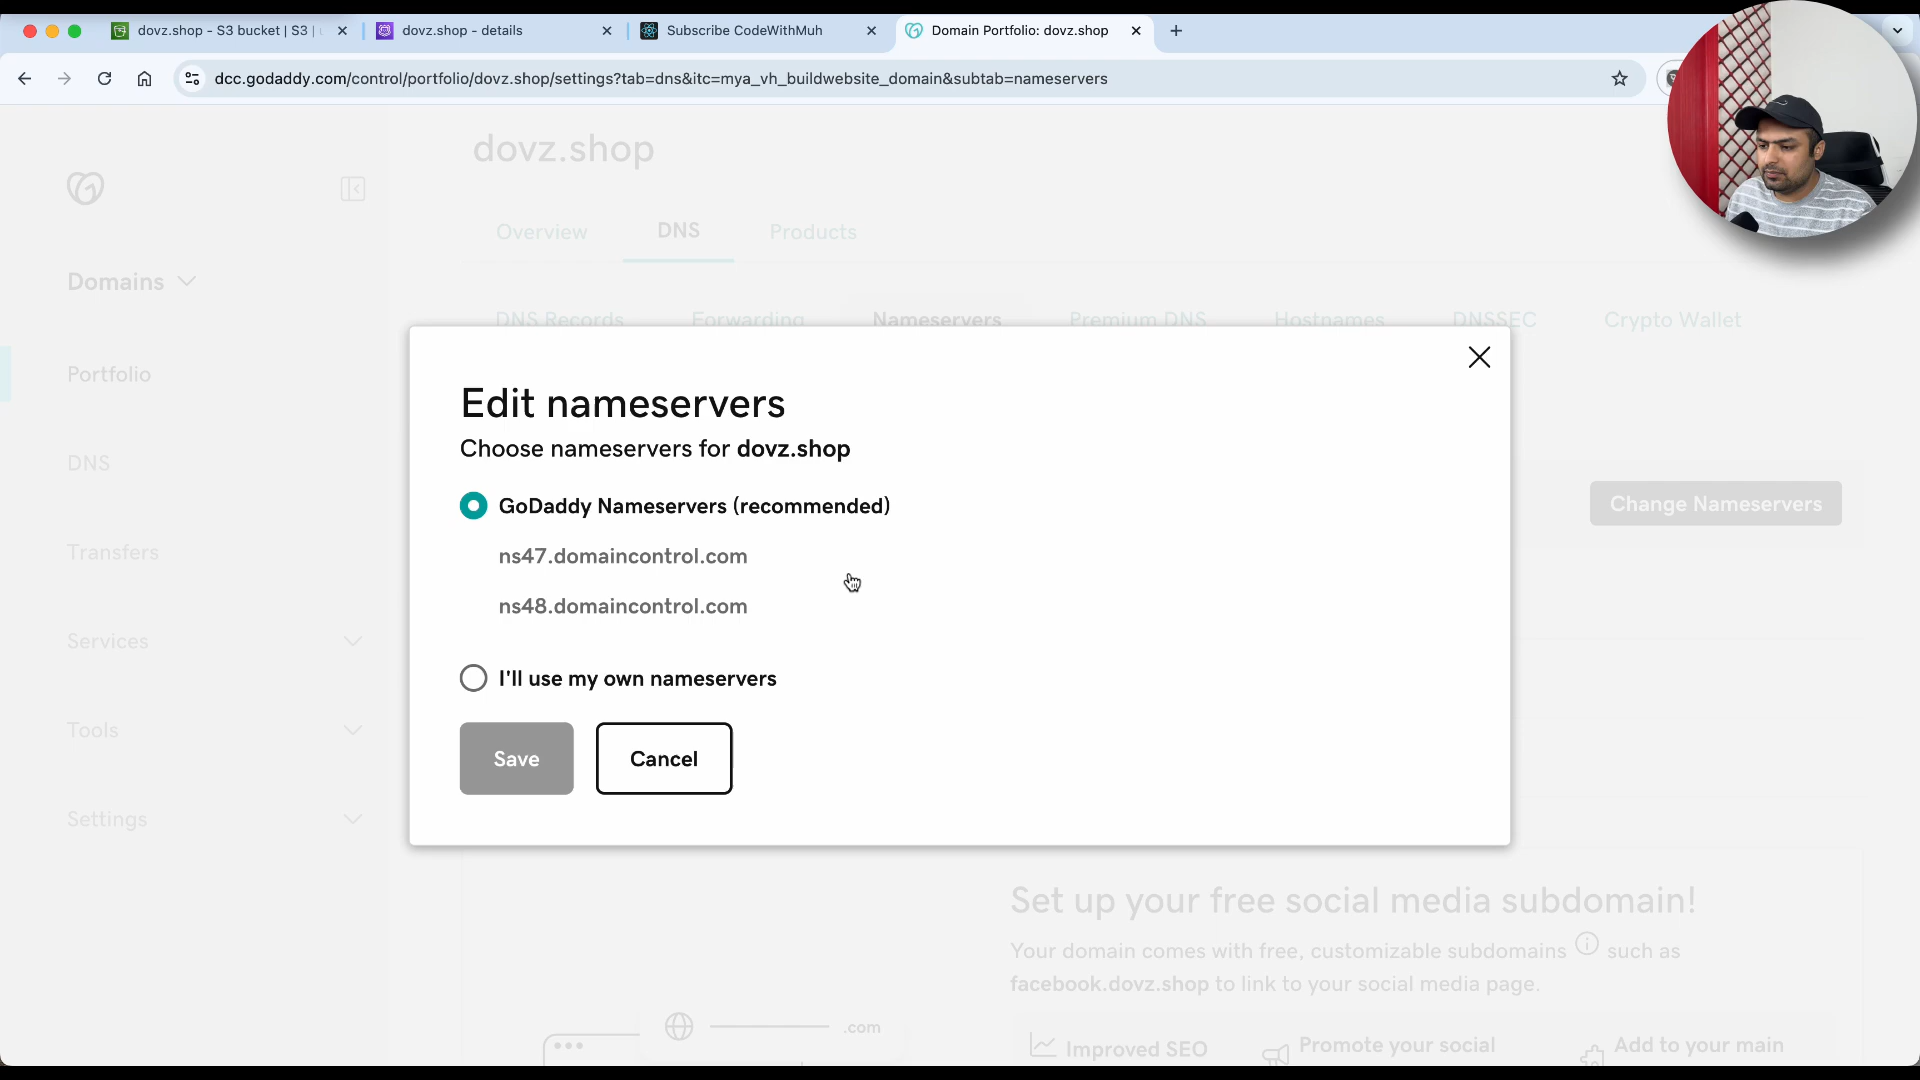 dovz.shop - S3 bucket | S3 |
dovz.shop - details
Subscribe CodeWithMuh
Domain Portfolio: dovz.shop
dcc.godaddy.com/control/portfolio/dovz.shop/settings?tab=dns&itc=mya_vh_buildwebsite_domain&subtab=nameservers
dovz.shop
Overview
DNS
Products
Domains
DNS Records
Forwarding
Nameservers
Premium DNS
Hostnames
DNSSEC
Crypto Wallet
Portfolio
DNS
Transfers
Services
Tools
Settings
Edit nameservers
Choose nameservers for dovz.shop
GoDaddy Nameservers (recommended)
ns47.domaincontrol.com
ns48.domaincontrol.com
I'll use my own nameservers
Save
Cancel
Change Nameservers
Set up your free social media subdomain!
Your domain comes with free, customizable subdomains such as
facebook.dovz.shop to link to your social media page.
.com
Improved SEO
Promote your social
Add to your main